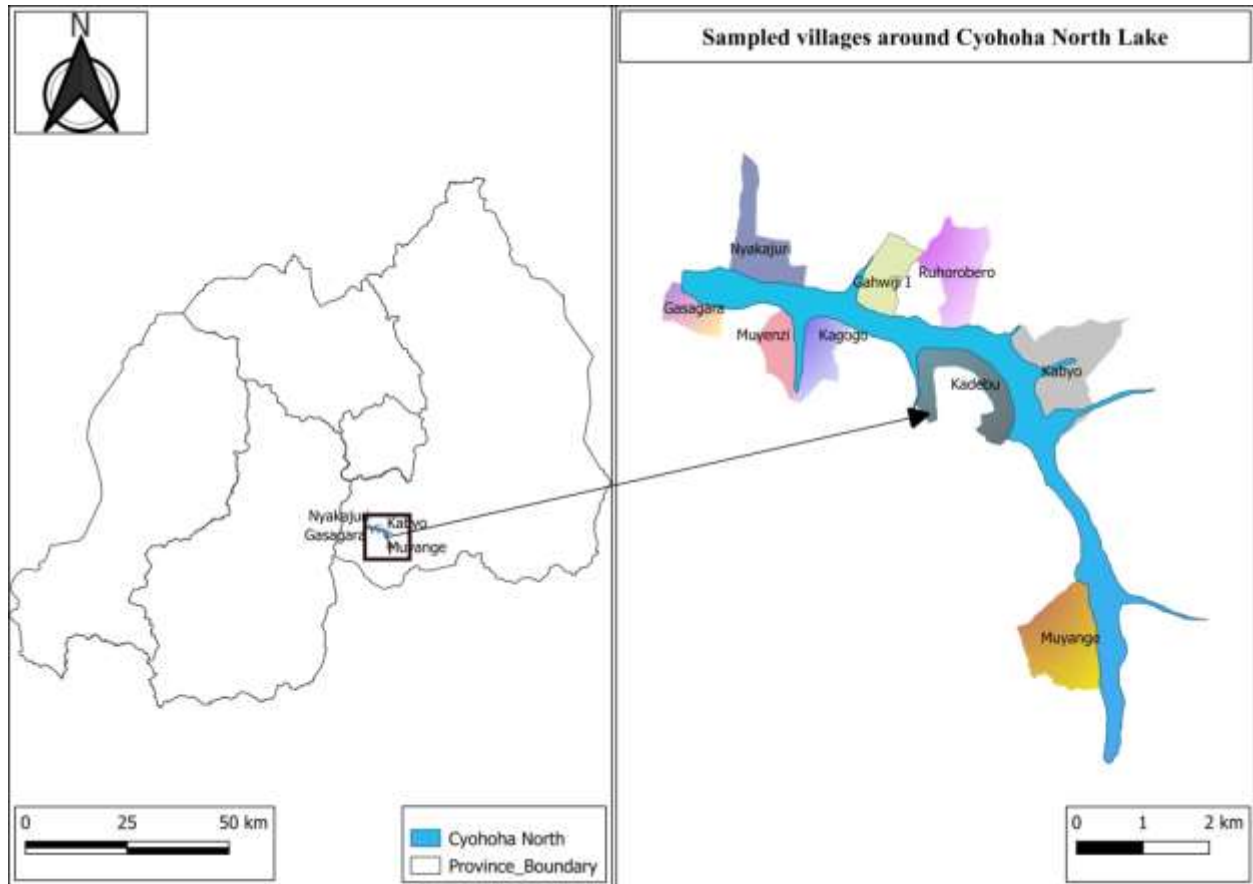 N
Nyakajuri
Kabyo
Gasagara
Muyange
0 25 50 km
Cyohoha North
Province_Boundary
Sampled villages around Cyohoha North Lake
Nyakajuri
Gahwiji I
Ruhorobero
Gasagara
Muyenzi
Kagogo
Kabyo
Kadebu
Muyange
0 1 2 km